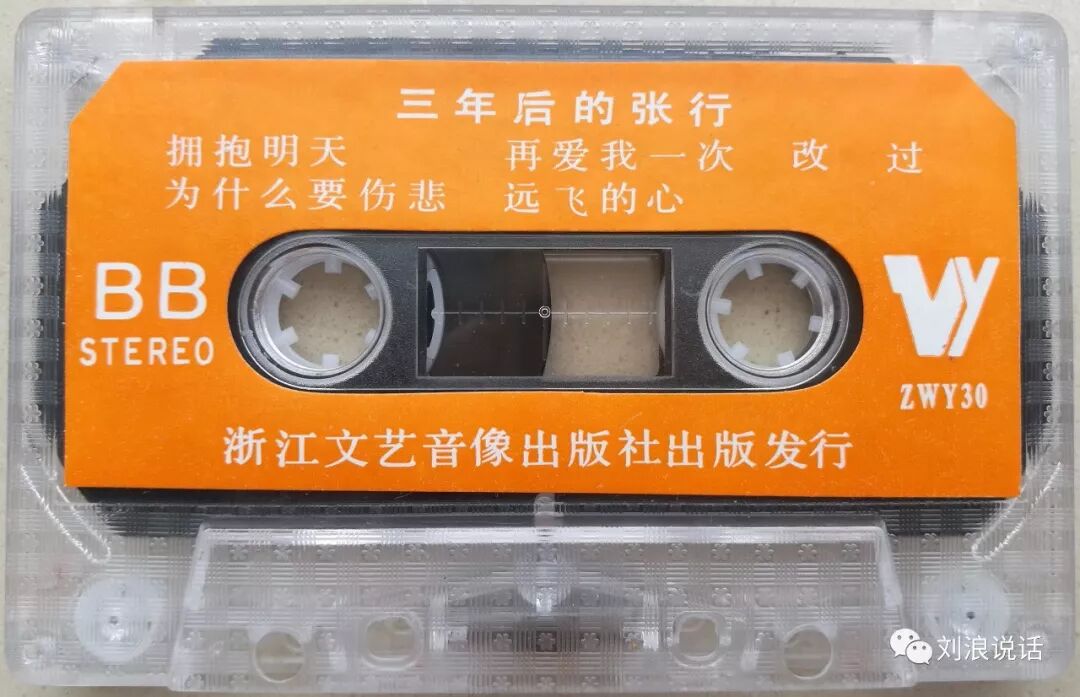 三年后的张行
拥抱明天 再爱我一次 改过
为什么要伤悲 远飞的心
BB
STEREO
VY
ZWY30
浙江文艺音像出版社出版发行
刘浪说话